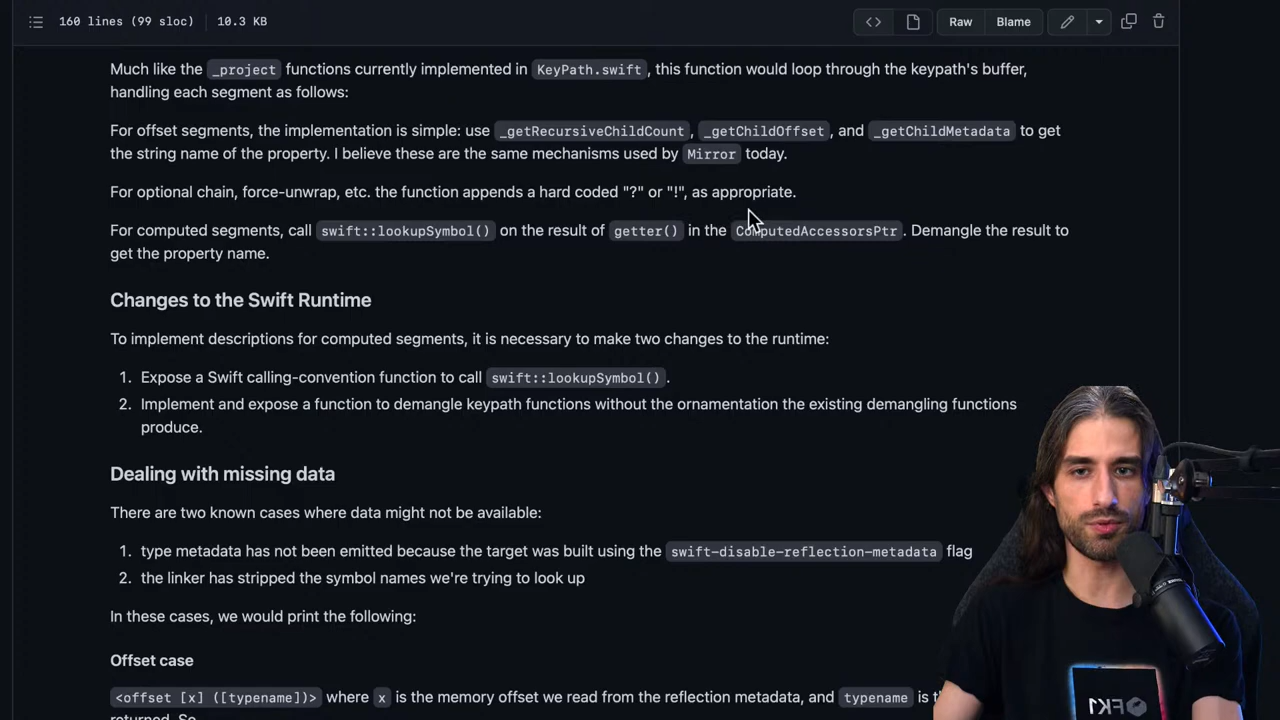 160 lines (99 sloc) 10.3 KB Raw Blame
Much like the _project functions currently implemented in KeyPath.swift, this function would loop through the keypath's buffer,
handling each segment as follows:
For offset segments, the implementation is simple: use _getRecursiveChildCount, _getChildOffset, and _getChildMetadata to get
the string name of the property. I believe these are the same mechanisms used by Mirror today.
For optional chain, force-unwrap, etc. the function appends a hard coded "?" or "!", as appropriate.
For computed segments, call swift::lookupSymbol() on the result of getter() in the ComputedAccessorsPtr. Demangle the result to
get the property name.
Changes to the Swift Runtime
To implement descriptions for computed segments, it is necessary to make two changes to the runtime:
1. Expose a Swift calling-convention function to call swift::lookupSymbol().
2. Implement and expose a function to demangle keypath functions without the ornamentation the existing demangling functions
produce.
Dealing with missing data
There are two known cases where data might not be available:
1. type metadata has not been emitted because the target was built using the swift-disable-reflection-metadata flag
2. the linker has stripped the symbol names we're trying to look up
In these cases, we would print the following:
Offset case
<offset [x] ([typename])> where x is the memory offset we read from the reflection metadata, and typename is
returned. So
FK1